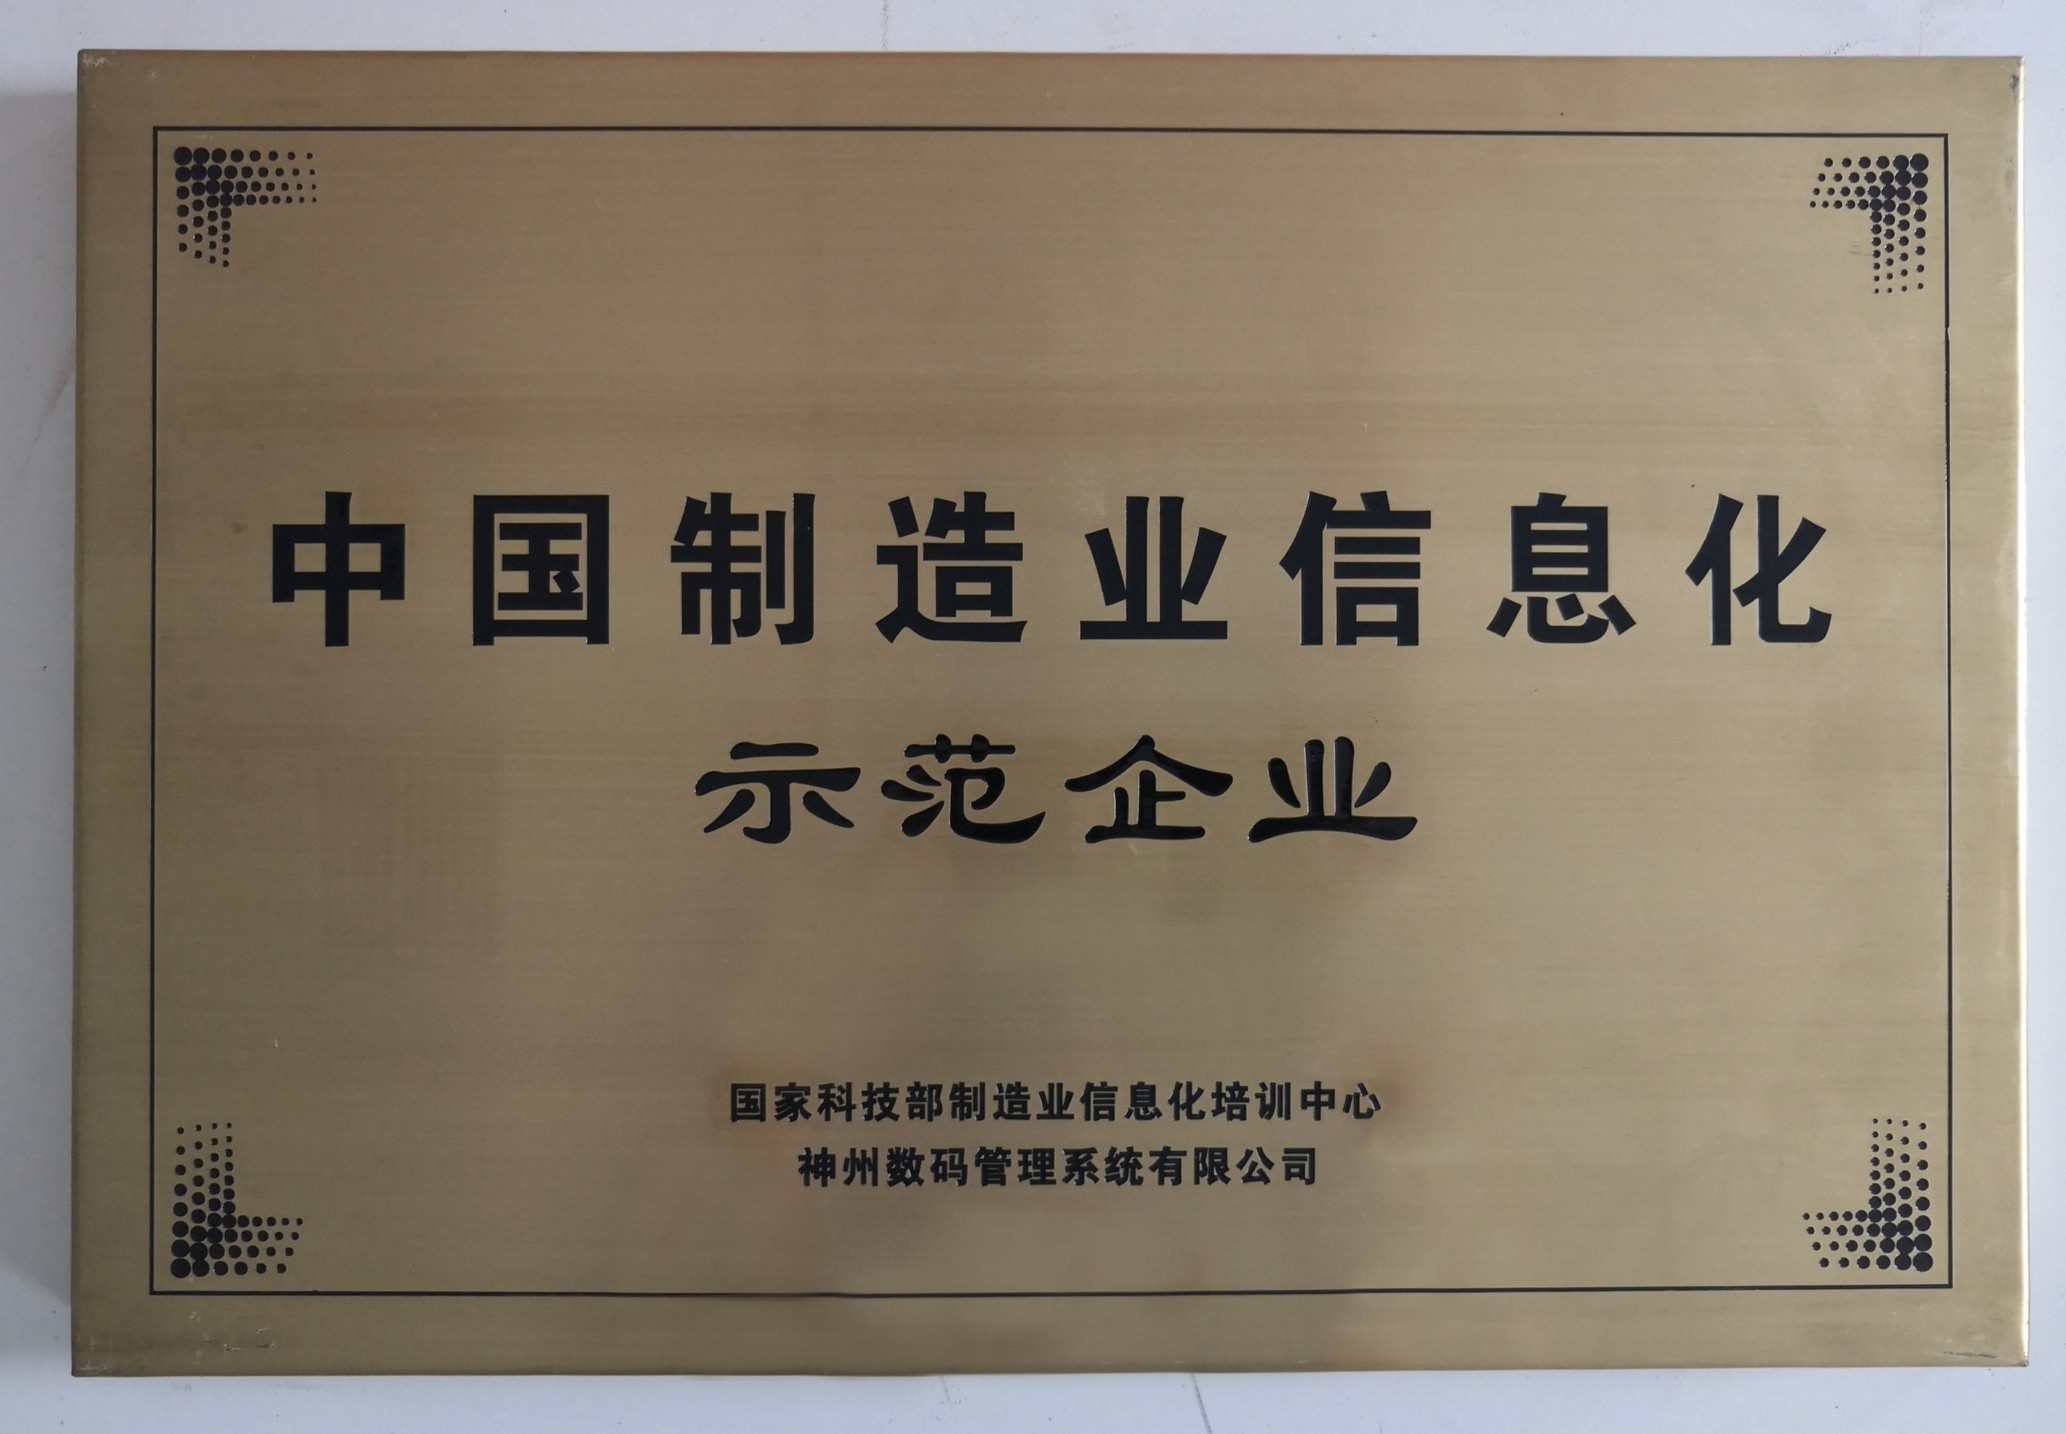 中国制造业信息化
示范企业
国家科技部制造业信息化培训中心
神州数码管理系统有限公司